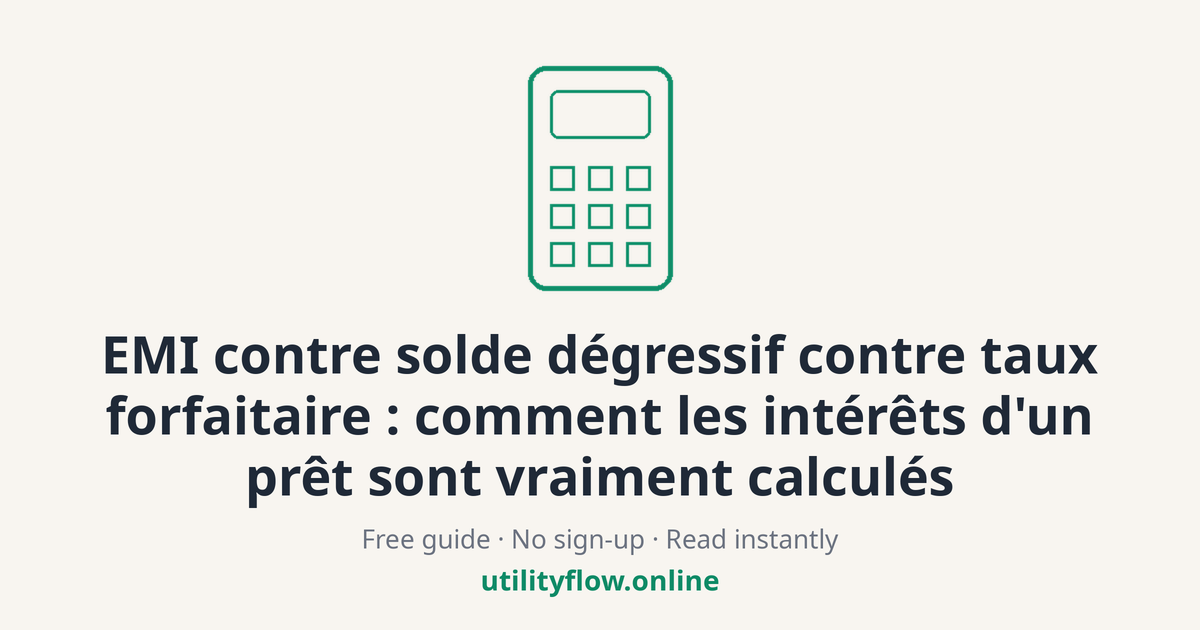 EMI contre solde dégressif contre taux
forfaitaire : comment les intérêts d'un
prêt sont vraiment calculés
Free guide · No sign-up · Read instantly
utilityflow.online